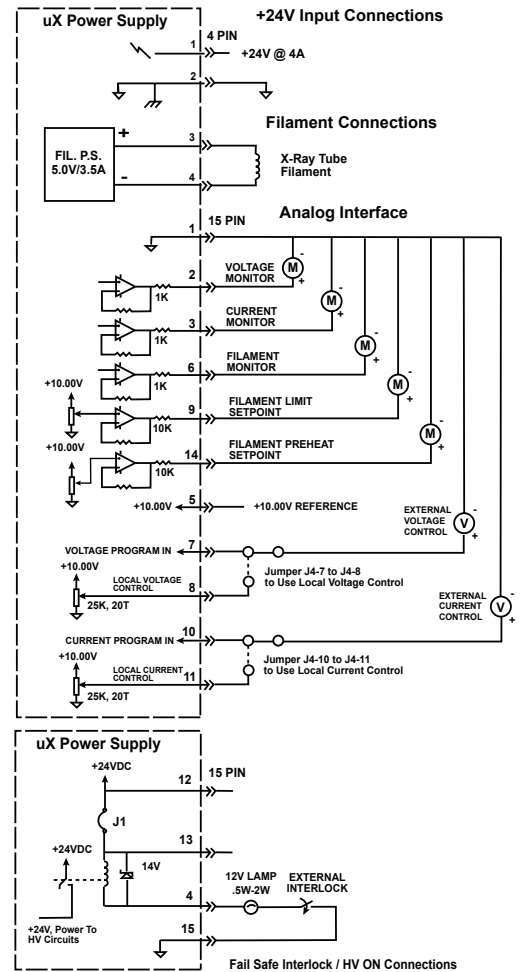 uX Power Supply
+24V Input Connections
4 PIN
1
+24V @ 4A
2
Filament Connections
FIL. P.S.
5.0V/3.5A
+
-
3
4
X-Ray Tube
Filament
Analog Interface
1
15 PIN
2
VOLTAGE
MONITOR
1K
M
-
+
3
CURRENT
MONITOR
1K
M
-
+
6
FILAMENT
MONITOR
1K
M
-
+
+10.00V
9
FILAMENT LIMIT
SETPOINT
10K
M
-
+
+10.00V
14
FILAMENT PREHEAT
SETPOINT
10K
M
-
+
+10.00V
5
+10.00V REFERENCE
EXTERNAL
VOLTAGE
CONTROL
V
-
+
VOLTAGE PROGRAM IN
7
+10.00V
LOCAL VOLTAGE
CONTROL
8
25K, 20T
Jumper J4-7 to J4-8
to Use Local Voltage Control
EXTERNAL
CURRENT
CONTROL
V
-
+
CURRENT PROGRAM IN
10
+10.00V
LOCAL CURRENT
CONTROL
11
25K, 20T
Jumper J4-10 to J4-11
to Use Local Current Control
uX Power Supply
+24VDC
12
15 PIN
J1
13
+24VDC
14V
4
12V LAMP
.5W-2W
EXTERNAL
INTERLOCK
+24V, Power To
HV Circuits
15
Fail Safe Interlock / HV ON Connections